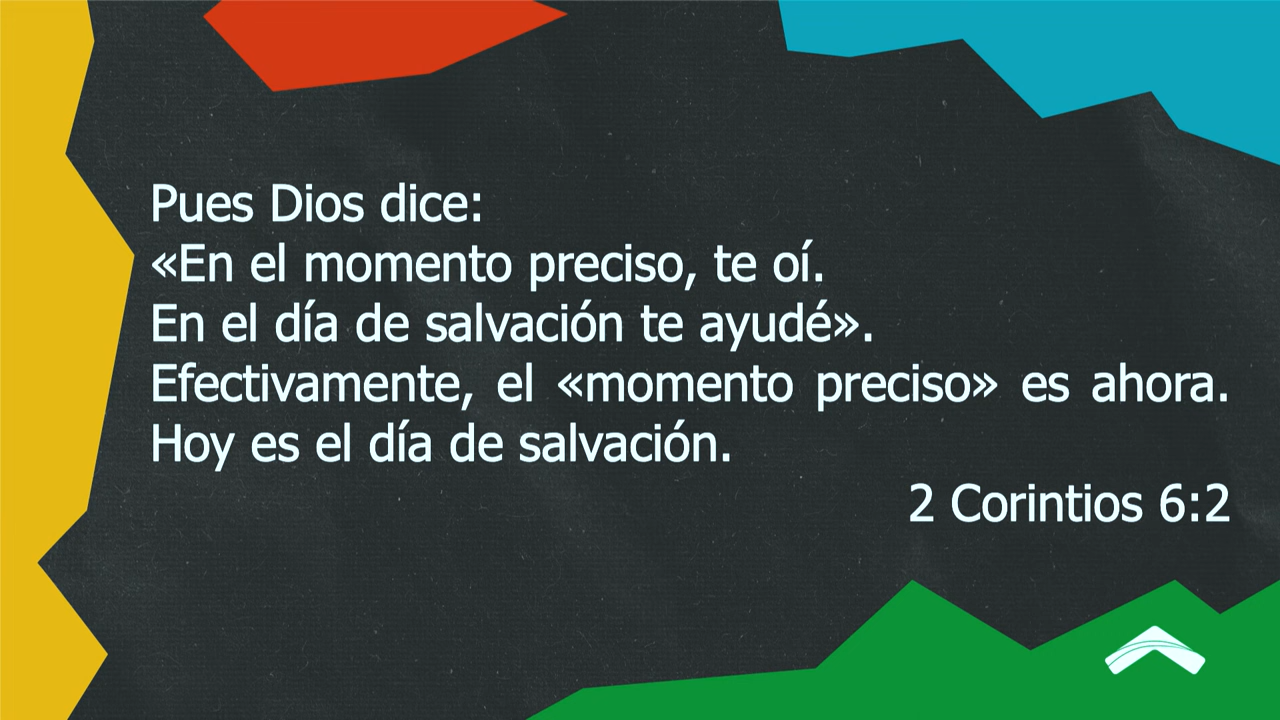 Pues Dios dice:
«En el momento preciso, te oí.
En el día de salvación te ayudé».
Efectivamente, el «momento preciso» es ahora.
Hoy es el día de salvación.
2 Corintios 6:2